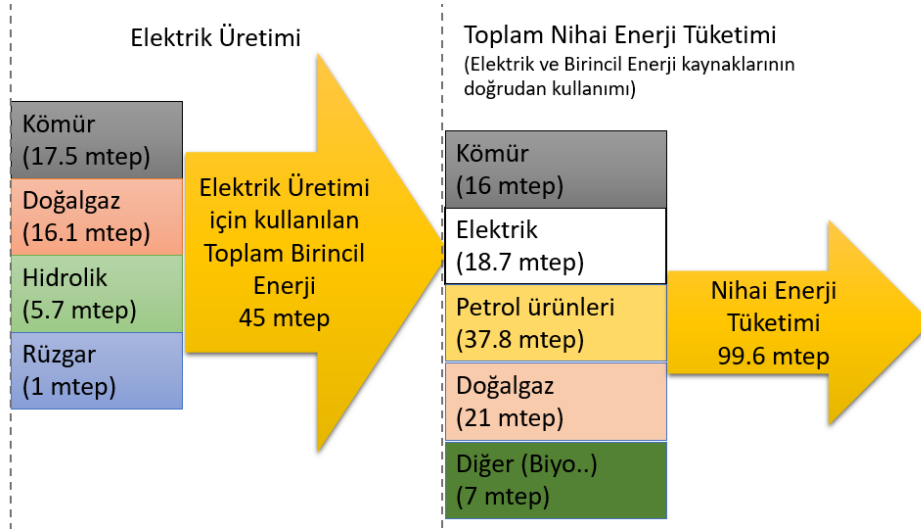 Elektrik Üretimi
Kömür
(17.5 mtep)
Doğalgaz
(16.1 mtep)
Hidrolik
(5.7 mtep)
Rüzgar
(1 mtep)
Elektrik Üretimi
için kullanılan
Toplam Birincil
Enerji
45 mtep
Toplam Nihai Enerji Tüketimi
(Elektrik ve Birincil Enerji kaynaklarının
doğrudan kullanımı)
Kömür
(16 mtep)
Elektrik
(18.7 mtep)
Petrol ürünleri
(37.8 mtep)
Doğalgaz
(21 mtep)
Diğer (Biyo..)
(7 mtep)
Nihai Enerji
Tüketimi
99.6 mtep